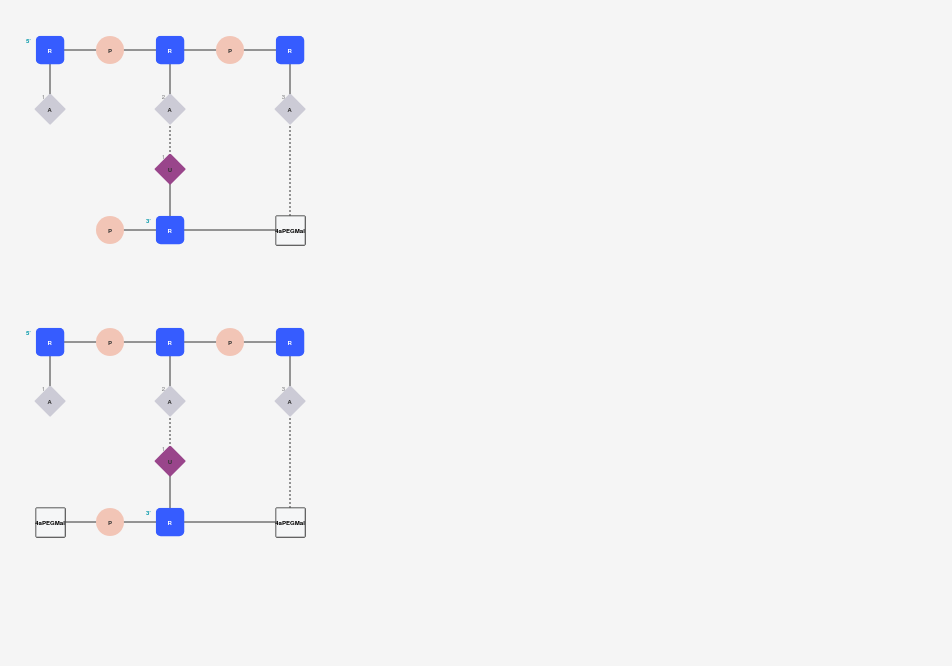 5'
R P R P R
1 2 3
A A A
1
U
3'
P R 4aPEGMal
5'
R P R P R
1 2 3
A A A
1
U
3'
4aPEGMal P R 4aPEGMal